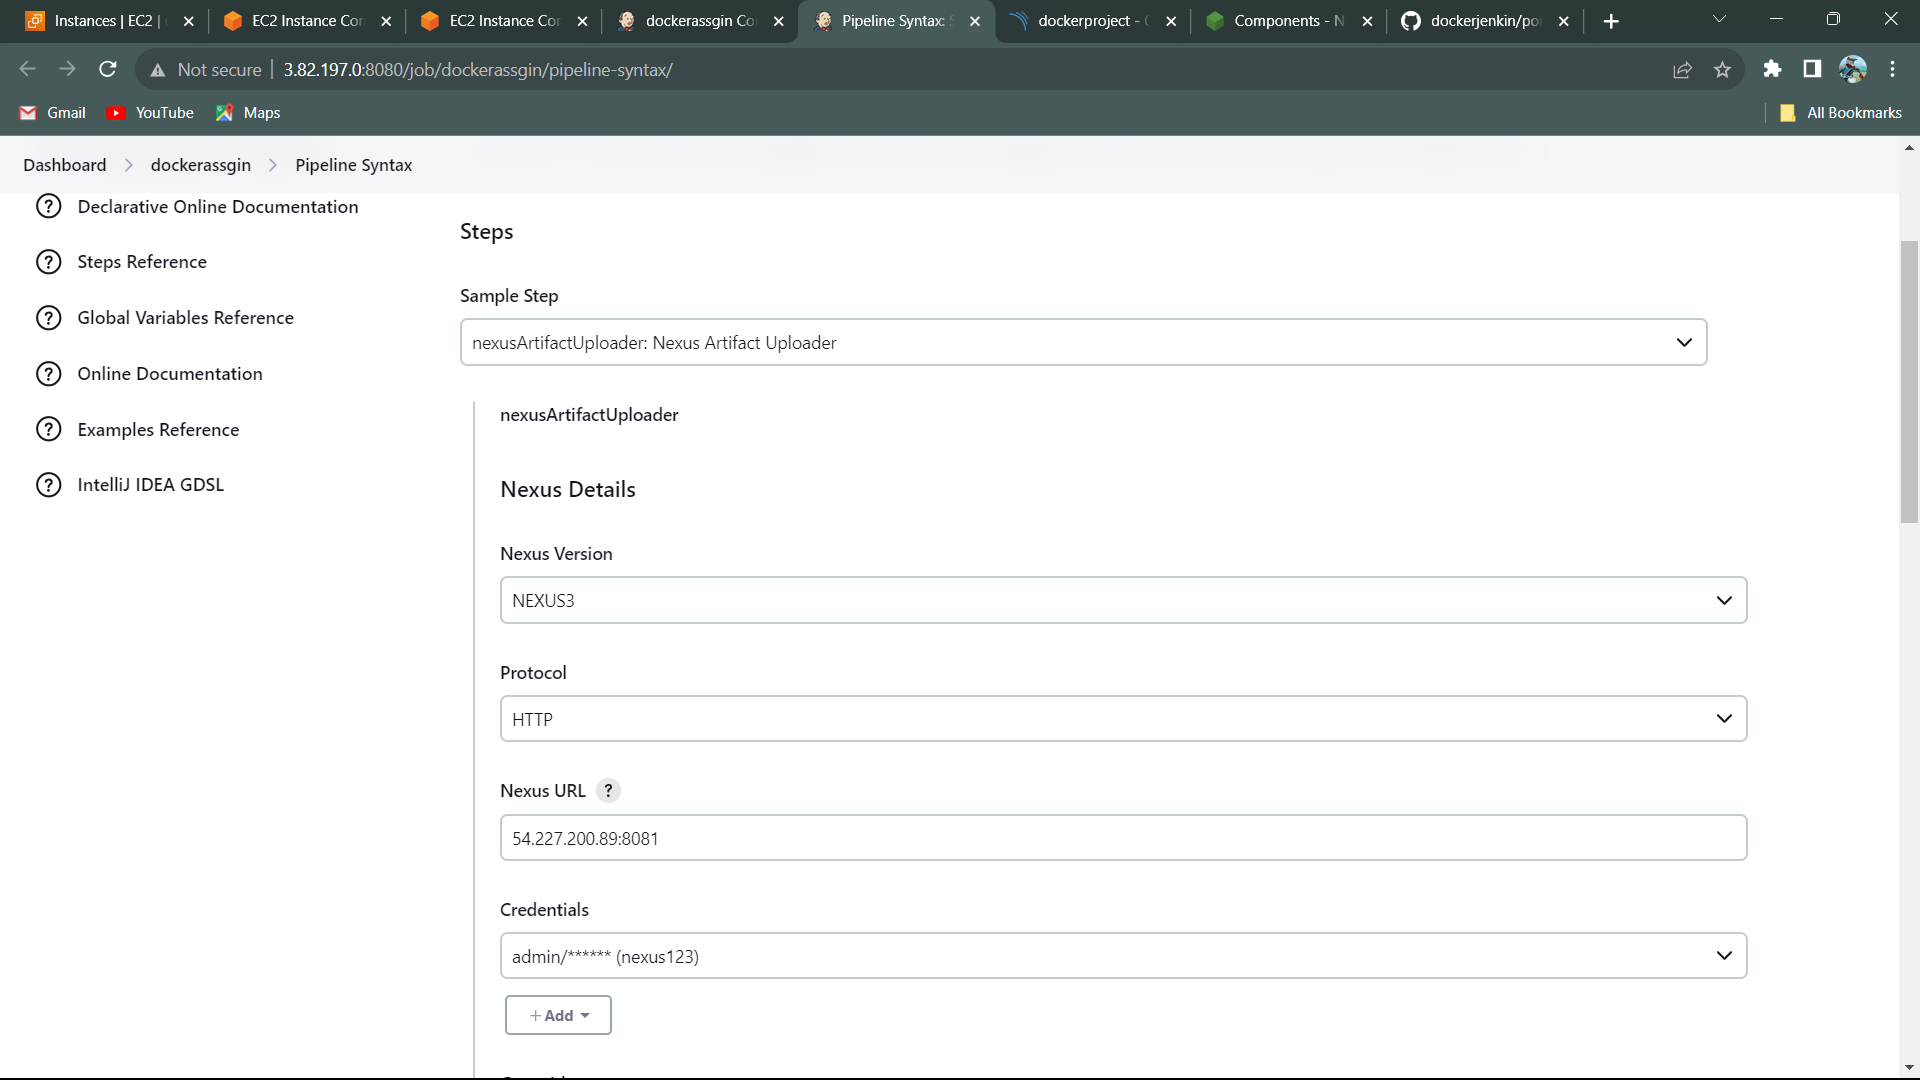 Instances | EC2 |
EC2 Instance Con
EC2 Instance Con
dockerassgin Co
Pipeline Syntax: S
dockerproject -
Components - N
dockerjenkin/po
Not secure
3.82.197.0:8080/job/dockerassgin/pipeline-syntax/
Gmail
YouTube
Maps
All Bookmarks
Dashboard
dockerassgin
Pipeline Syntax
Declarative Online Documentation
Steps Reference
Global Variables Reference
Online Documentation
Examples Reference
IntelliJ IDEA GDSL
Steps
Sample Step
nexusArtifactUploader: Nexus Artifact Uploader
nexusArtifactUploader
Nexus Details
Nexus Version
NEXUS3
Protocol
HTTP
Nexus URL ?
54.227.200.89:8081
Credentials
admin/****** (nexus123)
+ Add